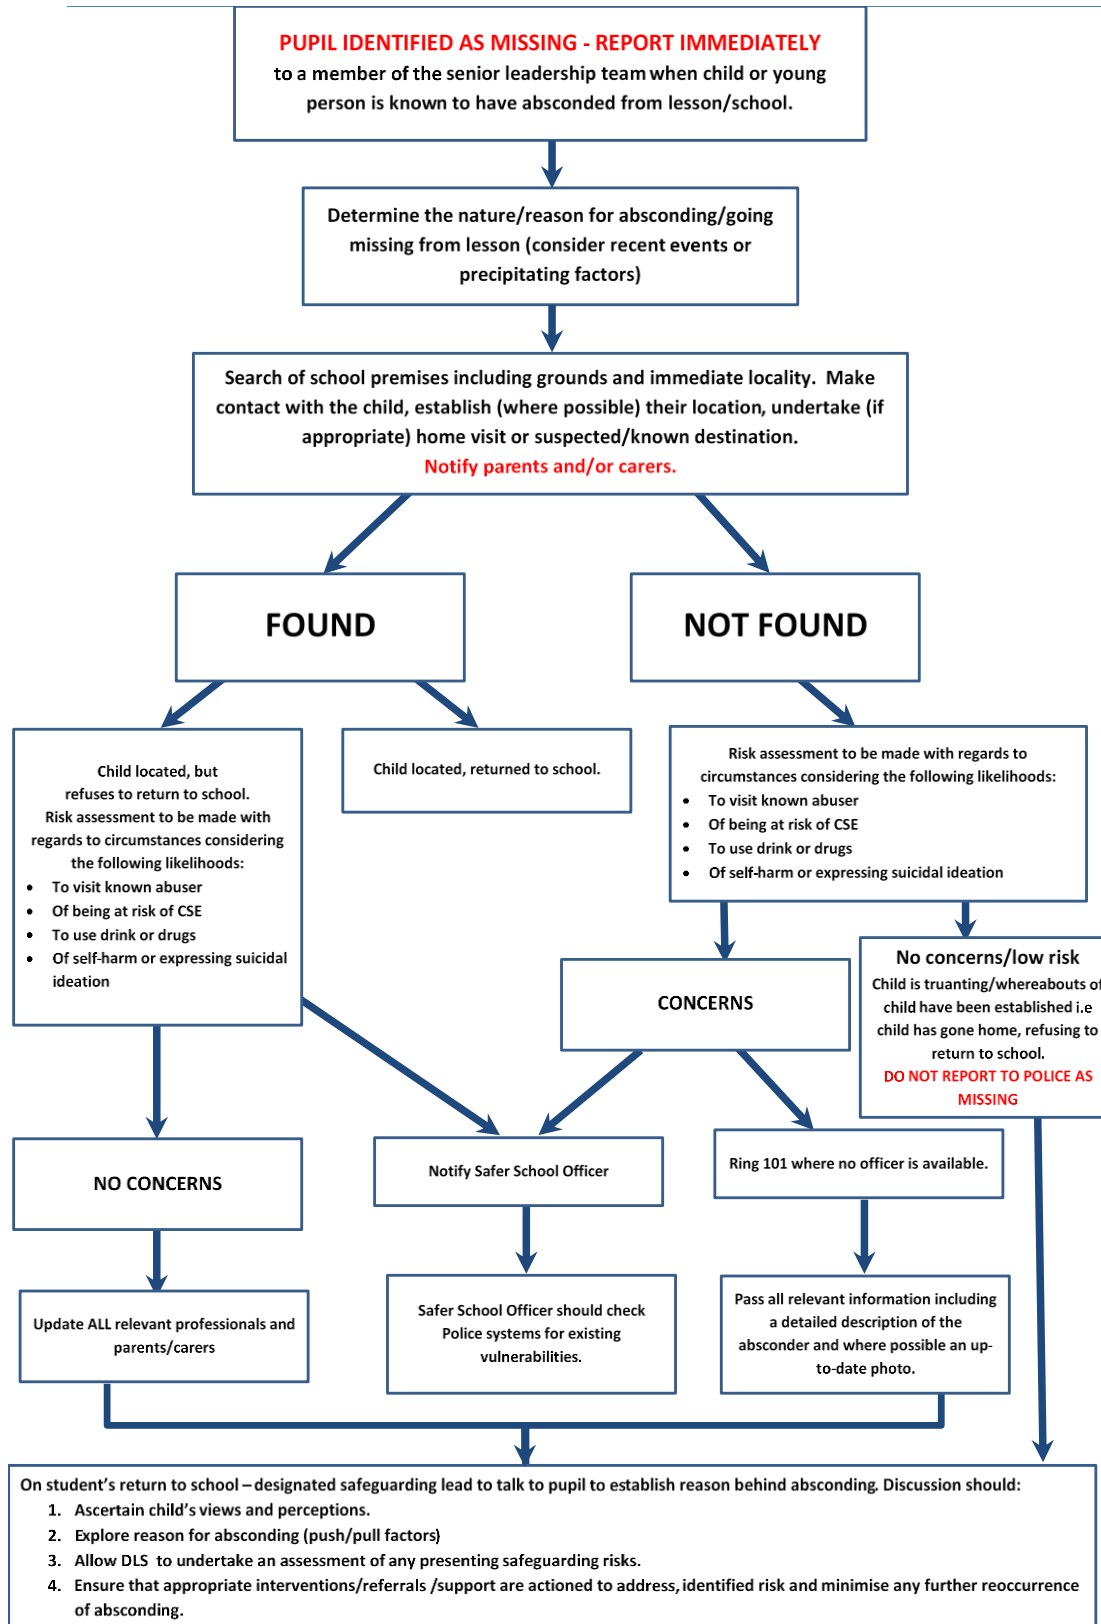 PUPIL IDENTIFIED AS MISSING - REPORT IMMEDIATELY
to a member of the senior leadership team when child or young
person is known to have absconded from lesson/school.
Determine the nature/reason for absconding/going
missing from lesson (consider recent events or
precipitating factors)
Search of school premises including grounds and immediate locality. Make
contact with the child, establish (where possible) their location, undertake (if
appropriate) home visit or suspected/known destination.
Notify parents and/or carers.
FOUND
NOT FOUND
Child located, but
refuses to return to school.
Risk assessment to be made with
regards to circumstances considering
the following likelihoods:
• To visit known abuser
• Of being at risk of CSE
• To use drink or drugs
• Of self-harm or expressing suicidal
ideation
Child located, returned to school.
Risk assessment to be made with regards to
circumstances considering the following likelihoods:
• To visit known abuser
• Of being at risk of CSE
• To use drink or drugs
• Of self-harm or expressing suicidal ideation
CONCERNS
No concerns/low risk
Child is truanting/whereabouts of
child have been established i.e
child has gone home, refusing to
return to school.
DO NOT REPORT TO POLICE AS
MISSING
NO CONCERNS
Notify Safer School Officer
Ring 101 where no officer is available.
Update ALL relevant professionals and
parents/carers
Safer School Officer should check
Police systems for existing
vulnerabilities.
Pass all relevant information including
a detailed description of the
absconder and where possible an up-
to-date photo.
On student's return to school – designated safeguarding lead to talk to pupil to establish reason behind absconding. Discussion should:
1. Ascertain child's views and perceptions.
2. Explore reason for absconding (push/pull factors)
3. Allow DLS to undertake an assessment of any presenting safeguarding risks.
4. Ensure that appropriate interventions/referrals /support are actioned to address, identified risk and minimise any further reoccurrence
of absconding.